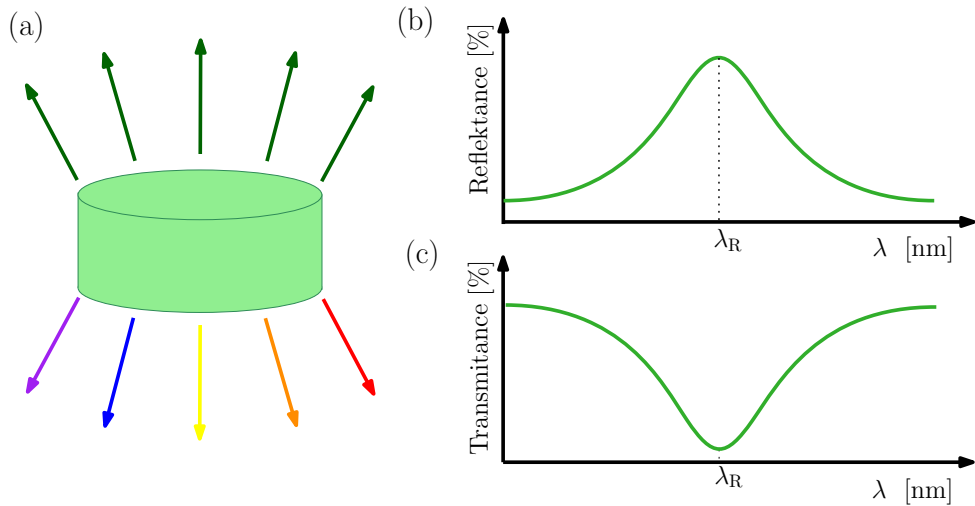 (a)
(b)
Reflektance [%]
λR
λ [nm]
(c)
Transmitance [%]
λR
λ [nm]